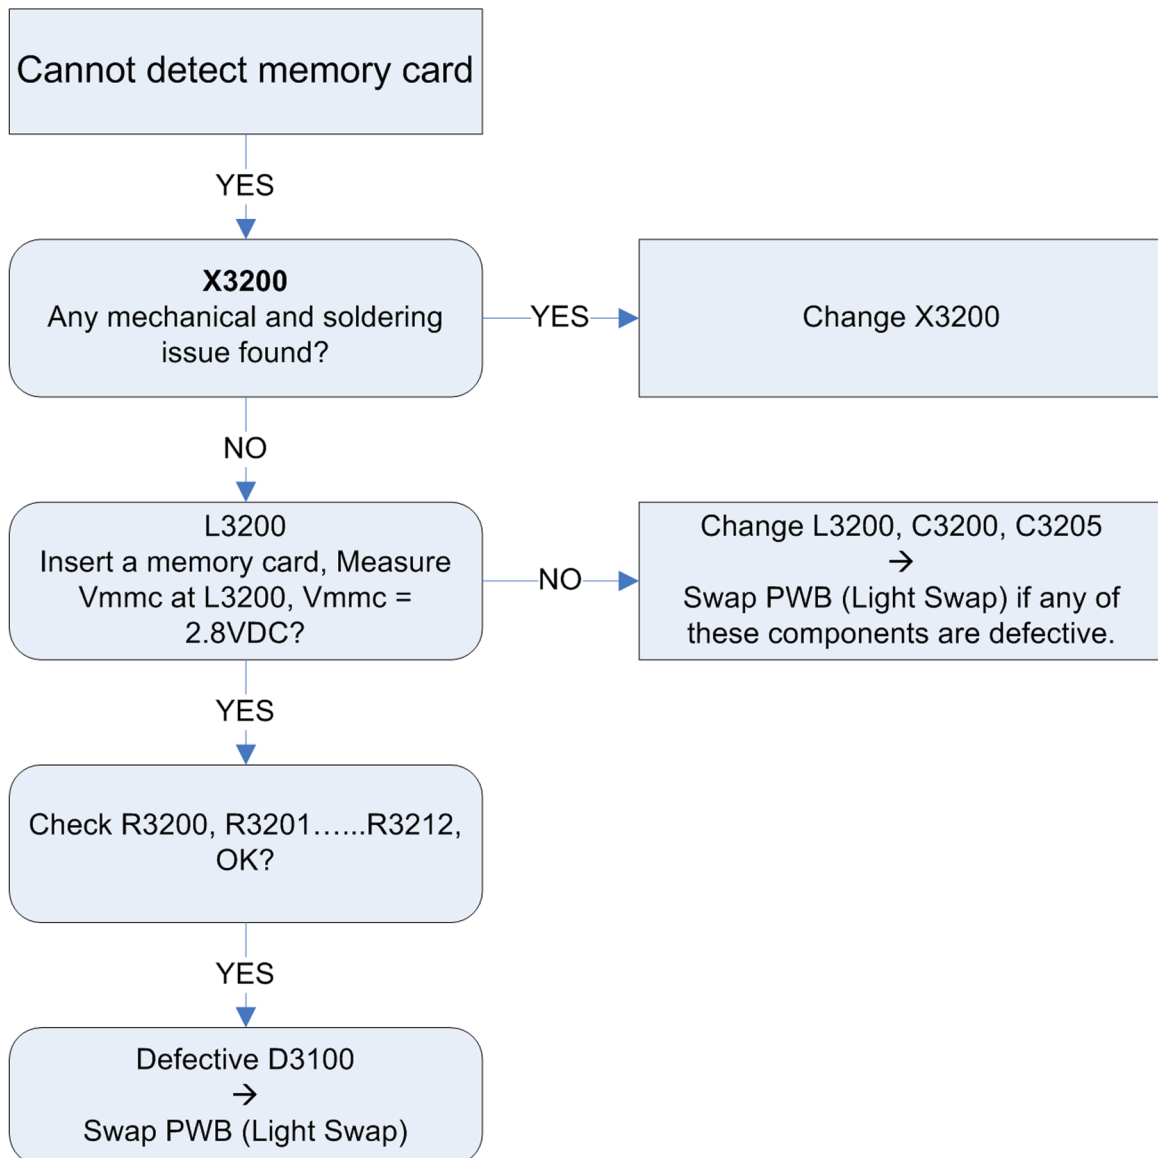 Cannot detect memory card
YES
X3200
Any mechanical and soldering
issue found?
YES
Change X3200
NO
L3200
Insert a memory card, Measure
Vmmc at L3200, Vmmc =
2.8VDC?
NO
Change L3200, C3200, C3205
→
Swap PWB (Light Swap) if any of
these components are defective.
YES
Check R3200, R3201…...R3212,
OK?
YES
Defective D3100
→
Swap PWB (Light Swap)